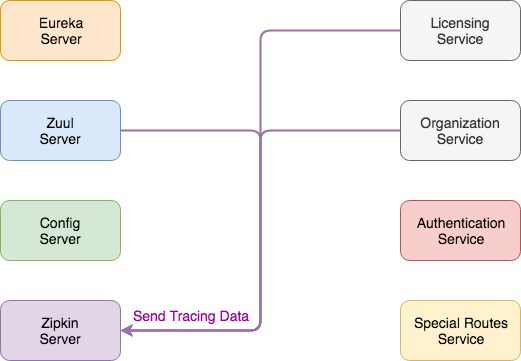 Eureka
Server
Licensing
Service
Zuul
Server
Organization
Service
Config
Server
Authentication
Service
Send Tracing Data
Zipkin
Server
Special Routes
Service